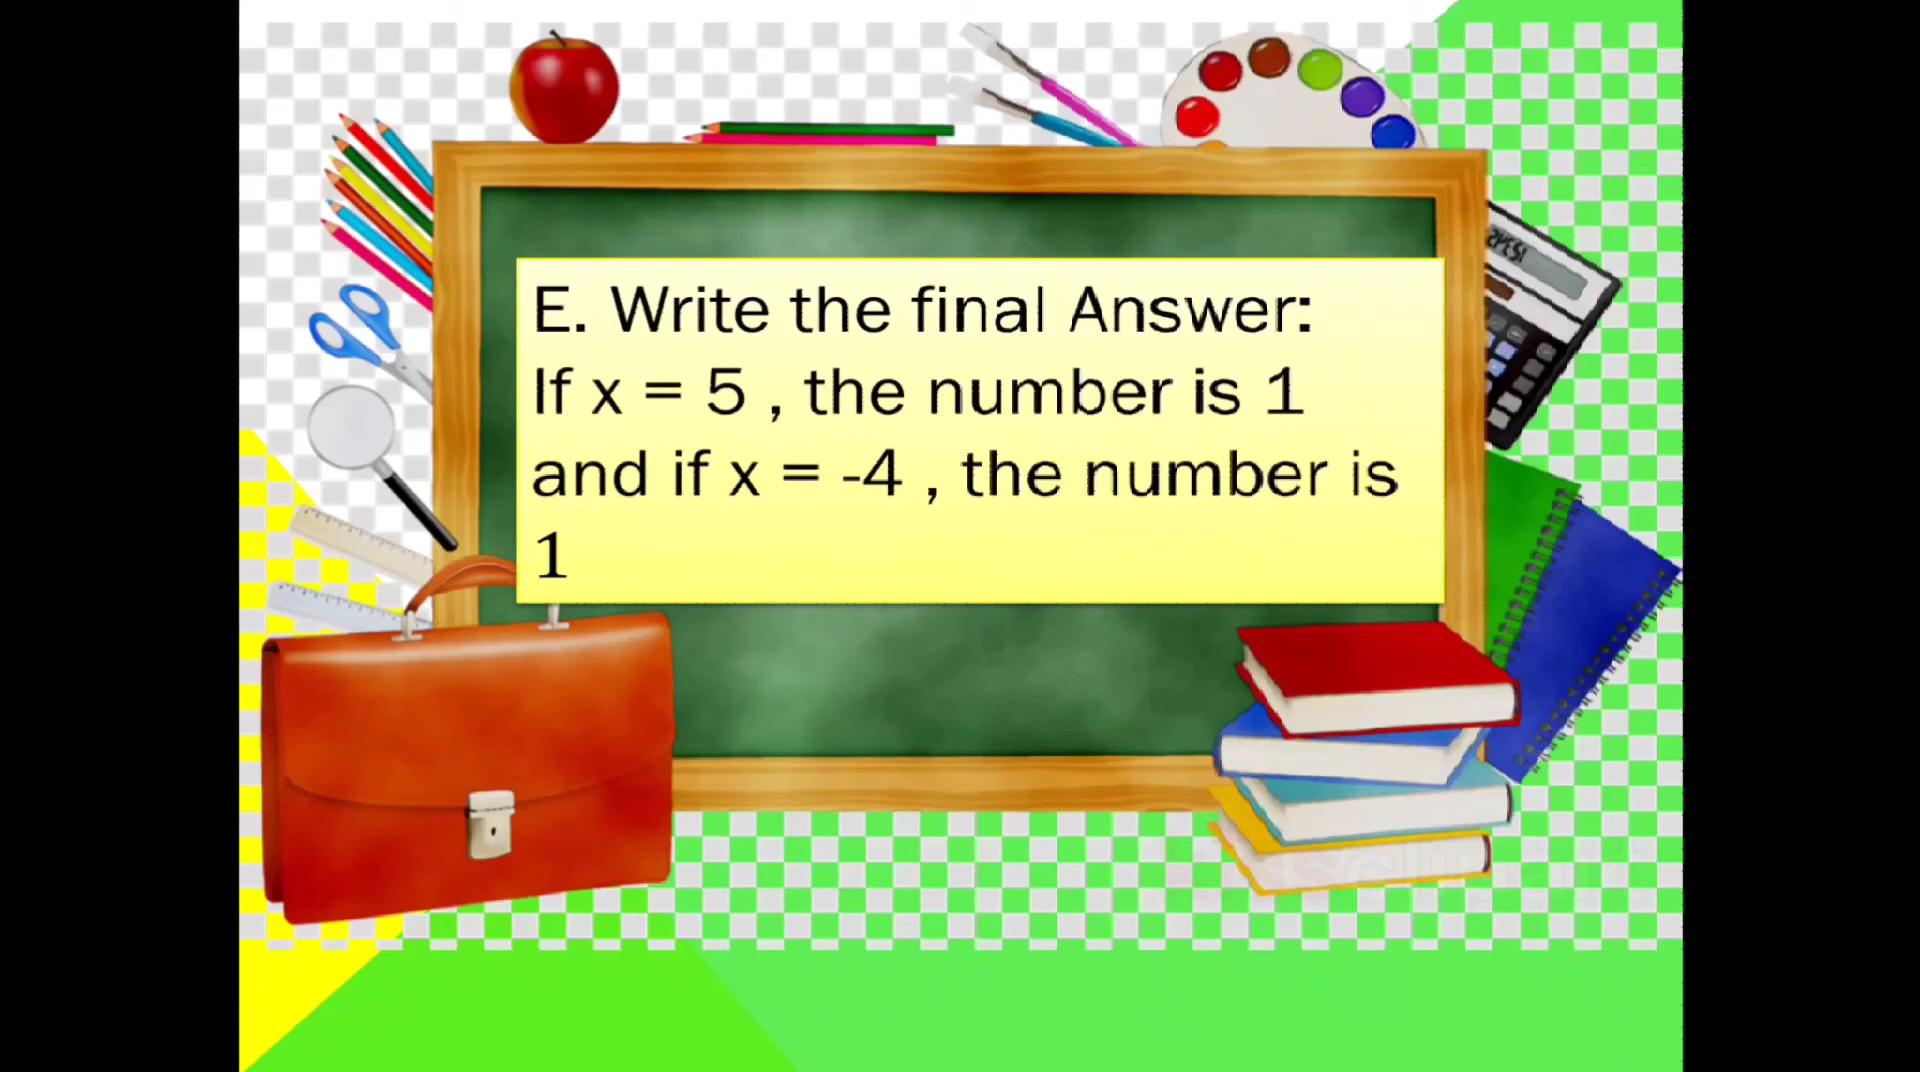 E. Write the final Answer:
If x = 5 , the number is 1
and if x = -4 , the number is
1